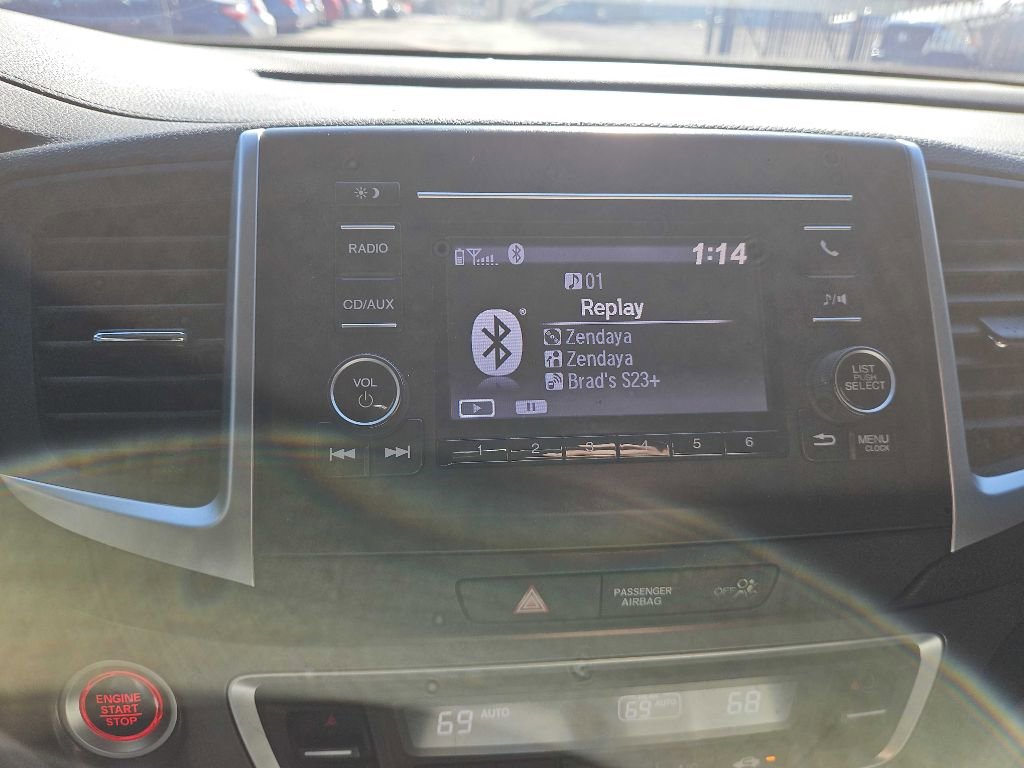 1:14
RADIO
01
Replay
CD/AUX
Zendaya
Zendaya
Brad's S23+
VOL
LIST
PUSH
SELECT
1 2 3 4 5 6
MENU
CLOCK
PASSENGER
AIRBAG
OFF
ENGINE
START
STOP
69 AUTO
69 AUTO
68